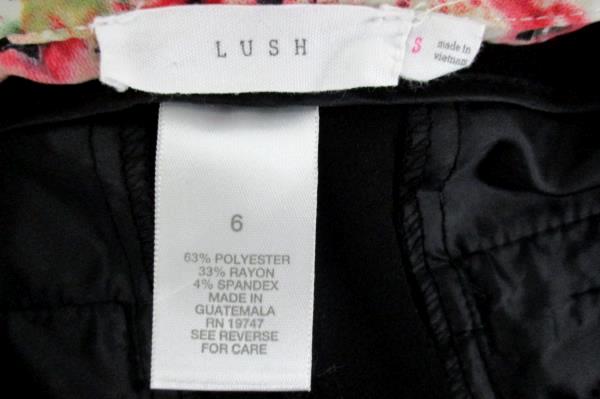 LUSH
S
made in
vietnam
6
63% POLYESTER
33% RAYON
4% SPANDEX
MADE IN
GUATEMALA
RN 19747
SEE REVERSE
FOR CARE